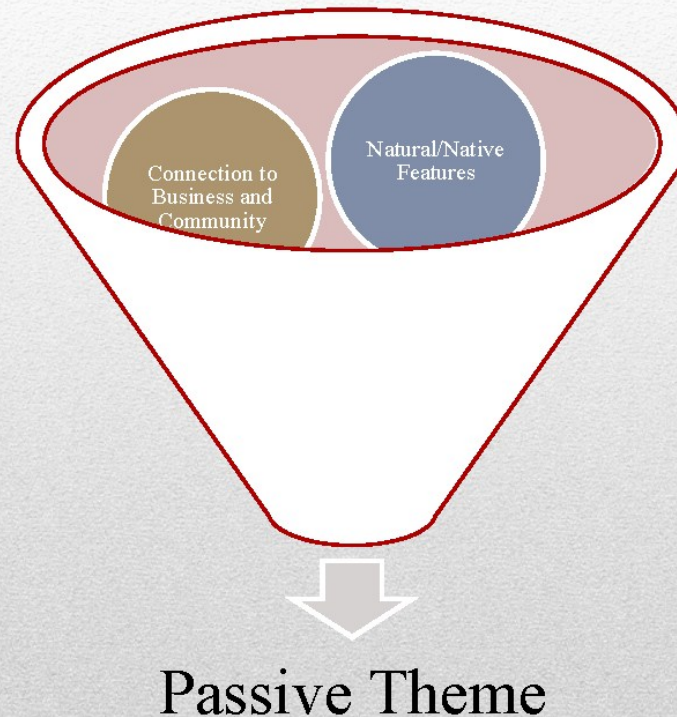 Connection to
Business and
Community
Natural/Native
Features
Passive Theme